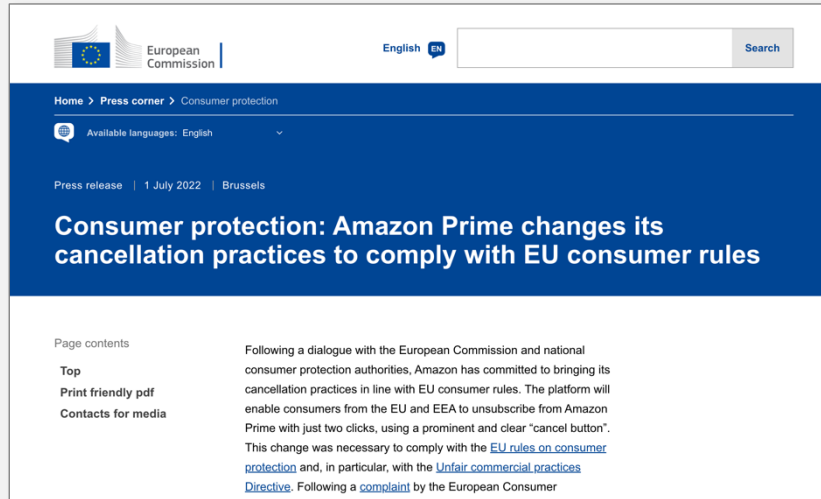 European
Commission
English EN
Search
Home > Press corner > Consumer protection
Available languages: English
Press release | 1 July 2022 | Brussels
Consumer protection: Amazon Prime changes its
cancellation practices to comply with EU consumer rules
Page contents
Top
Print friendly pdf
Contacts for media
Following a dialogue with the European Commission and national
consumer protection authorities, Amazon has committed to bringing its
cancellation practices in line with EU consumer rules. The platform will
enable consumers from the EU and EEA to unsubscribe from Amazon
Prime with just two clicks, using a prominent and clear “cancel button”.
This change was necessary to comply with the EU rules on consumer
protection and, in particular, with the Unfair commercial practices
Directive. Following a complaint by the European Consumer